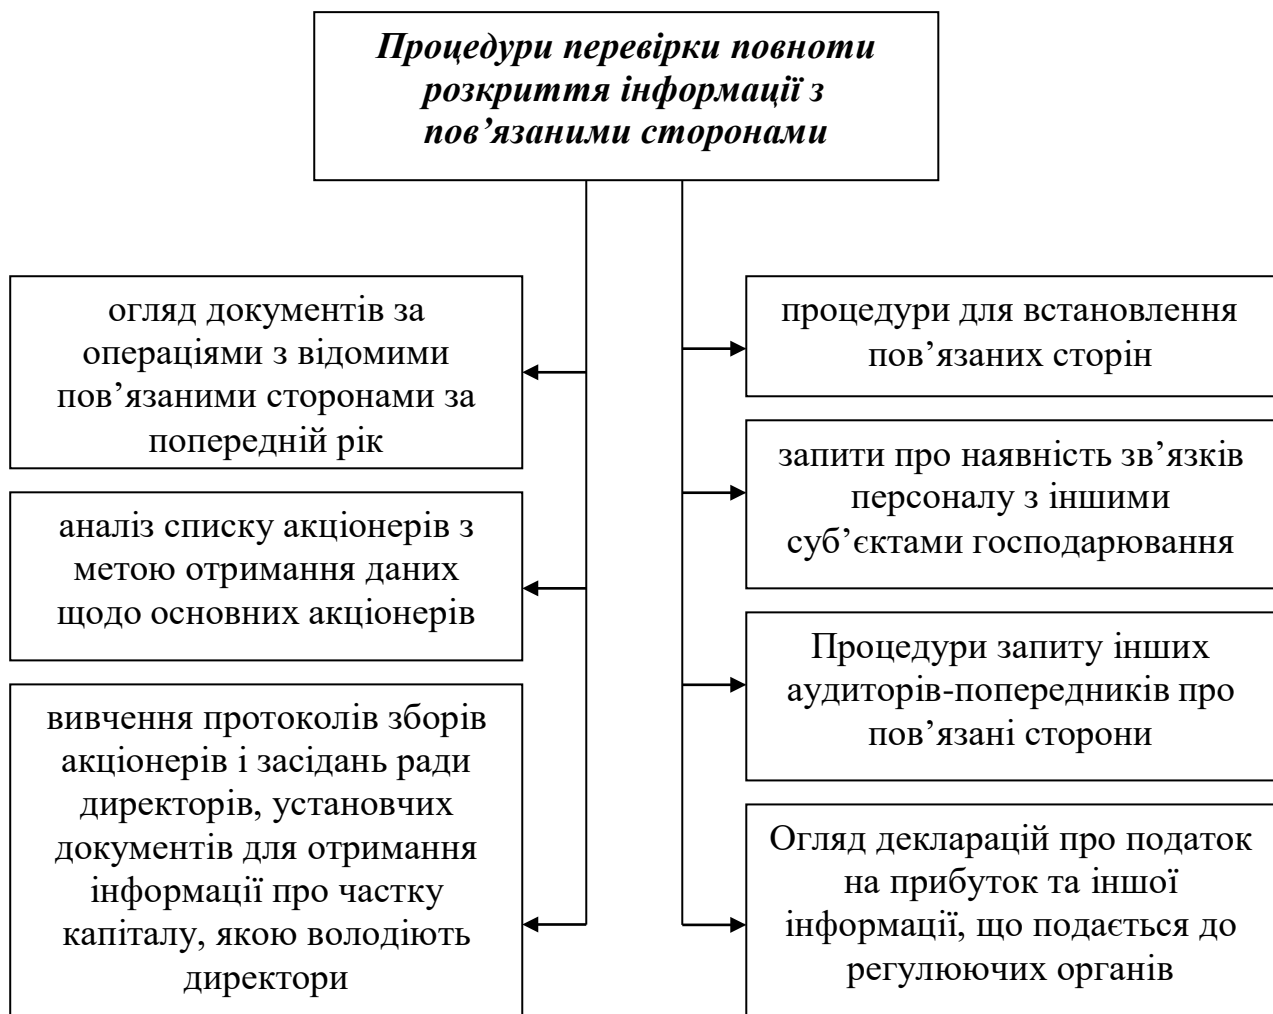 Процедури перевірки повноти
розкриття інформації з
пов’язаними сторонами
огляд документів за
операціями з відомими
пов’язаними сторонами за
попередній рік
аналіз списку акціонерів з
метою отримання даних
щодо основних акціонерів
вивчення протоколів зборів
акціонерів і засідань ради
директорів, установчих
документів для отримання
інформації про частку
капіталу, якою володіють
директори
процедури для встановлення
пов’язаних сторін
запити про наявність зв’язків
персоналу з іншими
суб’єктами господарювання
Процедури запиту інших
аудиторів-попередників про
пов’язані сторони
Огляд декларацій про податок
на прибуток та іншої
інформації, що подається до
регулюючих органів